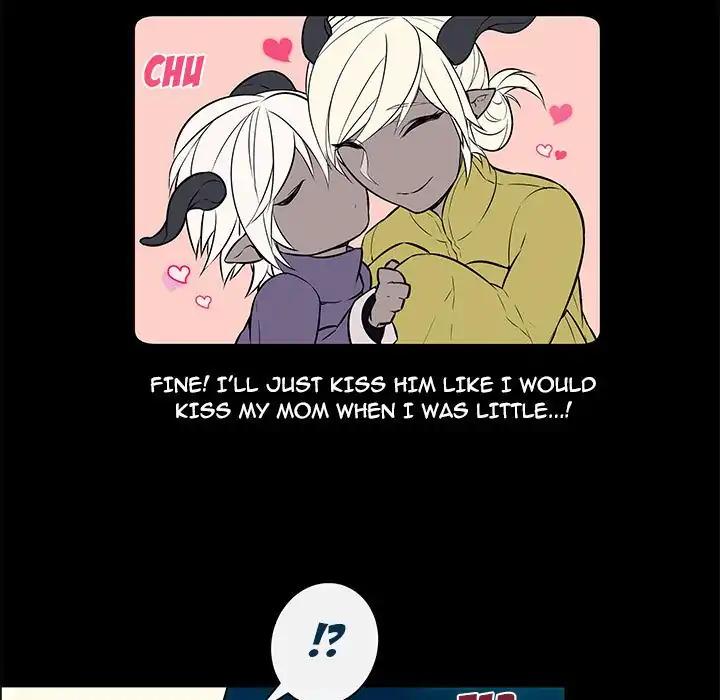 CHU
FINE! I'LL JUST KISS HIM LIKE I WOULD
KISS MY MOM WHEN I WAS LITTLE...!
!?